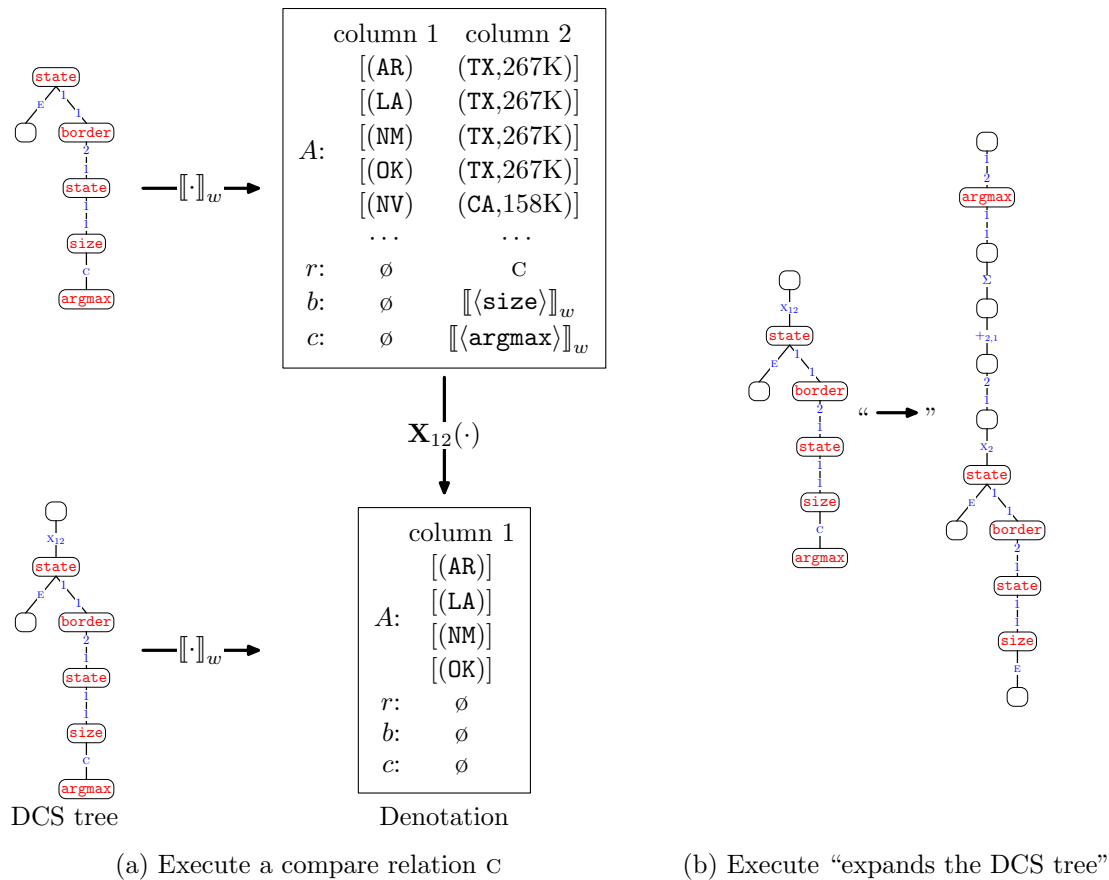 state
E 1
1
border
2
1
state
1
1
size
C
argmax
⟦·⟧w
column 1 column 2
[(AR) (TX,267K)]
[(LA) (TX,267K)]
A: [(NM) (TX,267K)]
[(OK) (TX,267K)]
[(NV) (CA,158K)]
... ...
r: ø C
b: ø ⟦⟨size⟩⟧w
c: ø ⟦⟨argmax⟩⟧w
X12(·)
X12
state
E 1
1
border
2
1
state
1
1
size
C
argmax
DCS tree
⟦·⟧w
column 1
[(AR)]
[(LA)]
A:
[(NM)]
[(OK)]
r: ø
b: ø
c: ø
Denotation
(a) Execute a compare relation C
X12
state
E 1
1
border
2
1
state
1
1
size
C
argmax
“ ”
1
2
argmax
1
1
Σ
+2,1
2
1
X2
state
E 1
1
border
2
1
state
1
1
size
E
(b) Execute “expands the DCS tree”